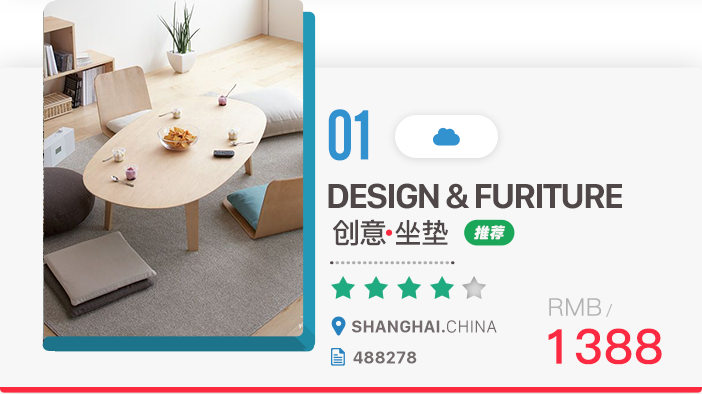 01
DESIGN & FURITURE
创意•坐垫 推荐
SHANGHAI.CHINA
488278
RMB /
1388